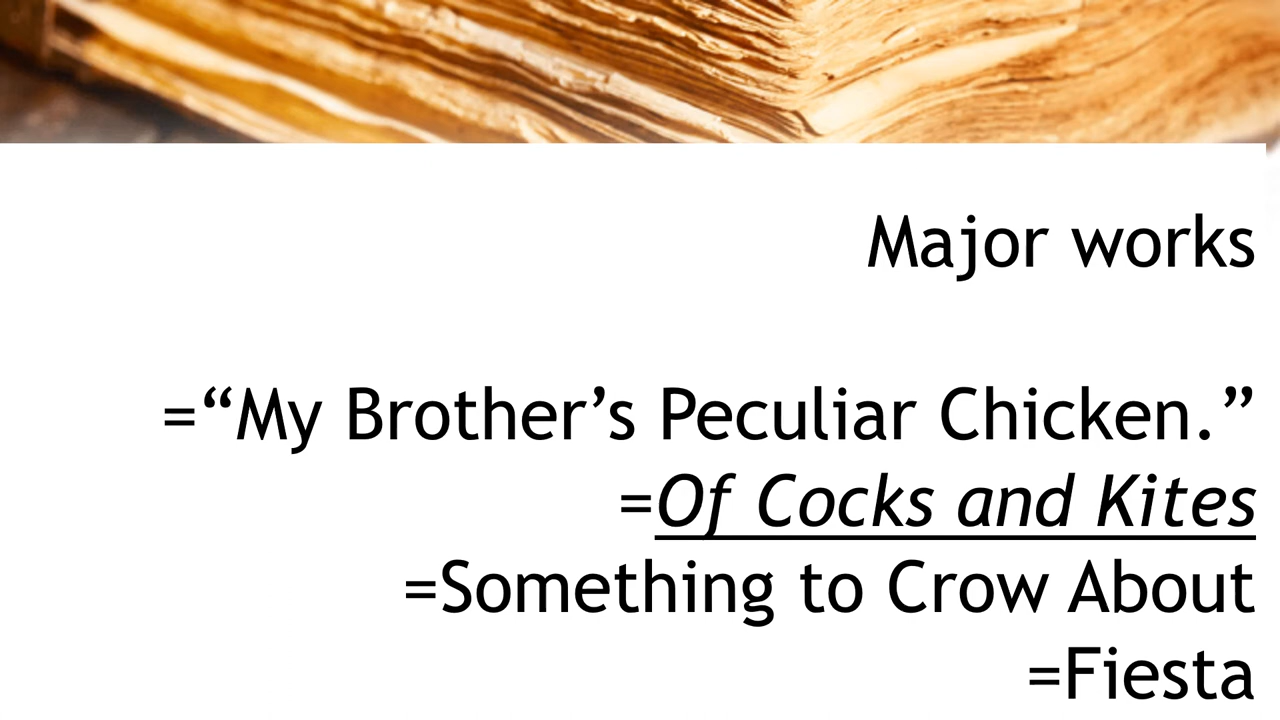 Major works
=“My Brother’s Peculiar Chicken.”
=Of Cocks and Kites
=Something to Crow About
=Fiesta